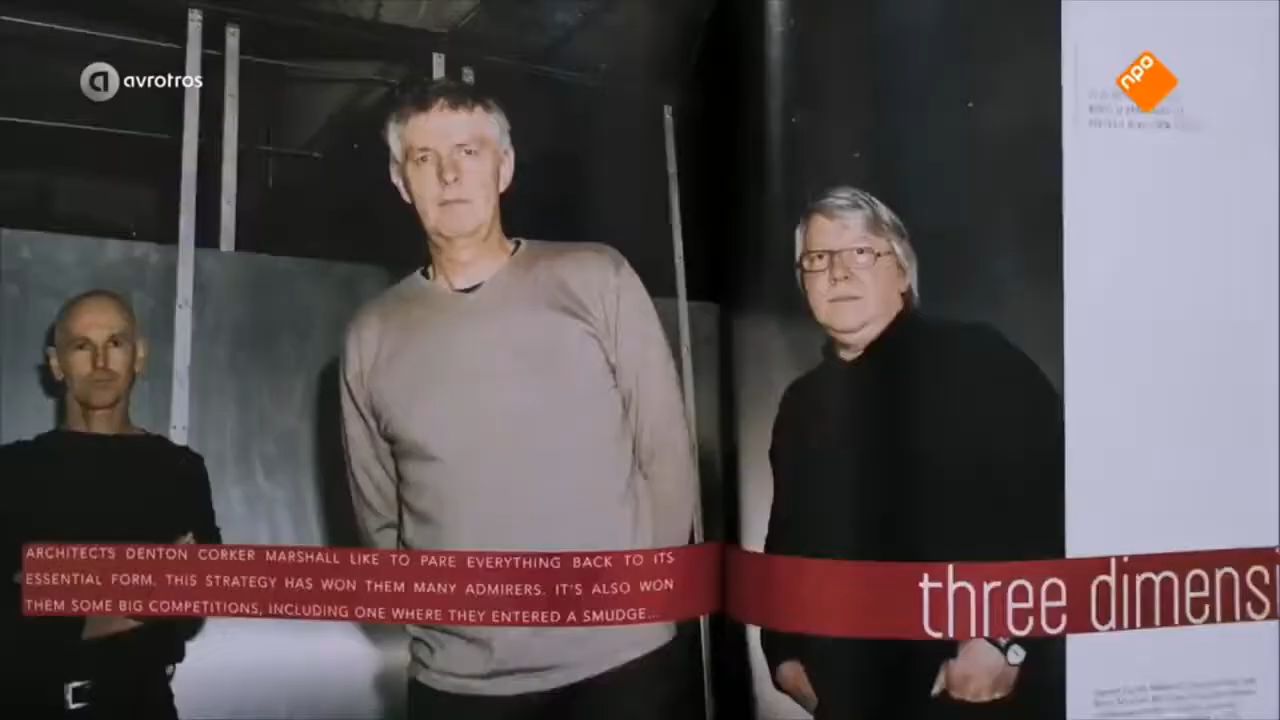 avrotros
npo
ARCHITECTS DENTON CORKER MARSHALL LIKE TO PARE EVERYTHING BACK TO ITS
ESSENTIAL FORM. THIS STRATEGY HAS WON THEM MANY ADMIRERS. IT'S ALSO WON
THEM SOME BIG COMPETITIONS, INCLUDING ONE WHERE THEY ENTERED A SMUDGE...
three dimensi